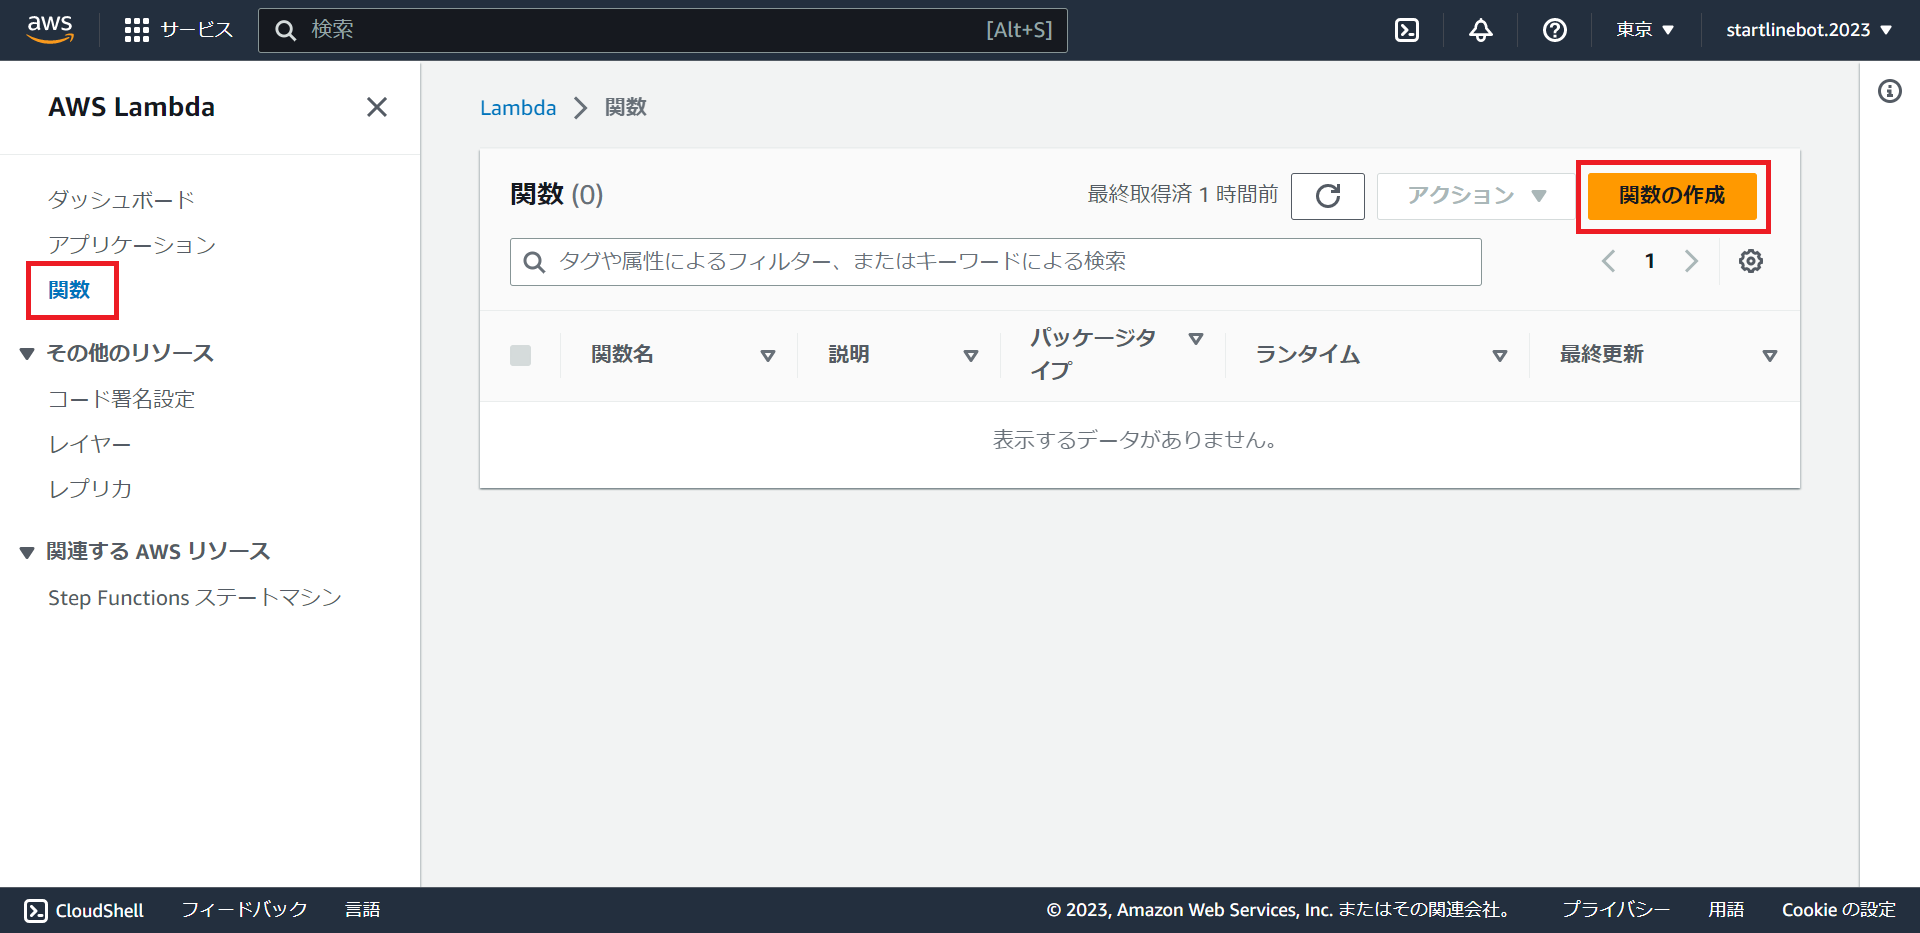 aws
サービス
検索
[Alt+S]
東京
startlinebot.2023
AWS Lambda
ダッシュボード
アプリケーション
関数
その他のリソース
コード署名設定
レイヤー
レプリカ
関連する AWS リソース
Step Functions ステートマシン
Lambda
関数
関数 (0)
最終取得済 1 時間前
アクション
関数の作成
タグや属性によるフィルター、またはキーワードによる検索
1
関数名
説明
パッケージタ
イプ
ランタイム
最終更新
表示するデータがありません。
CloudShell
フィードバック
言語
© 2023, Amazon Web Services, Inc. またはその関連会社。
プライバシー
用語
Cookie の設定